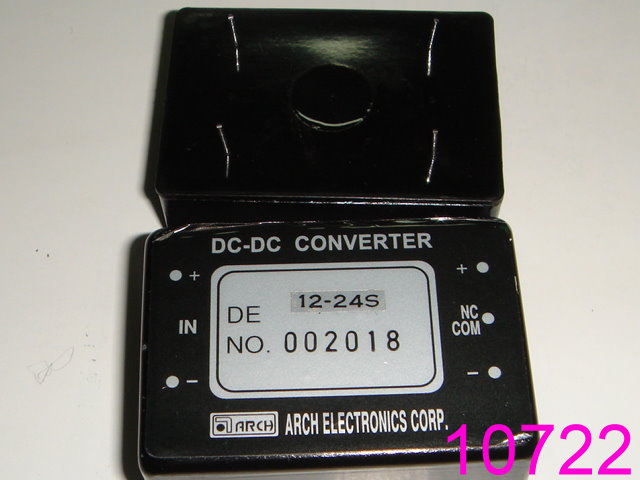 DC-DC CONVERTER
+ +
DE 12-24S
IN NC
COM
NO. 002018
- -
ARCH ARCH ELECTRONICS CORP.
10722